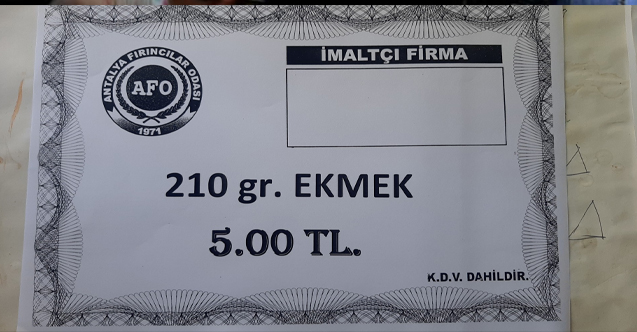 ANTALYA FIRINCILAR ODASI
AFO
1971
İMALTÇI FİRMA
210 gr. EKMEK
5.00 TL.
K.D.V. DAHİLDİR.